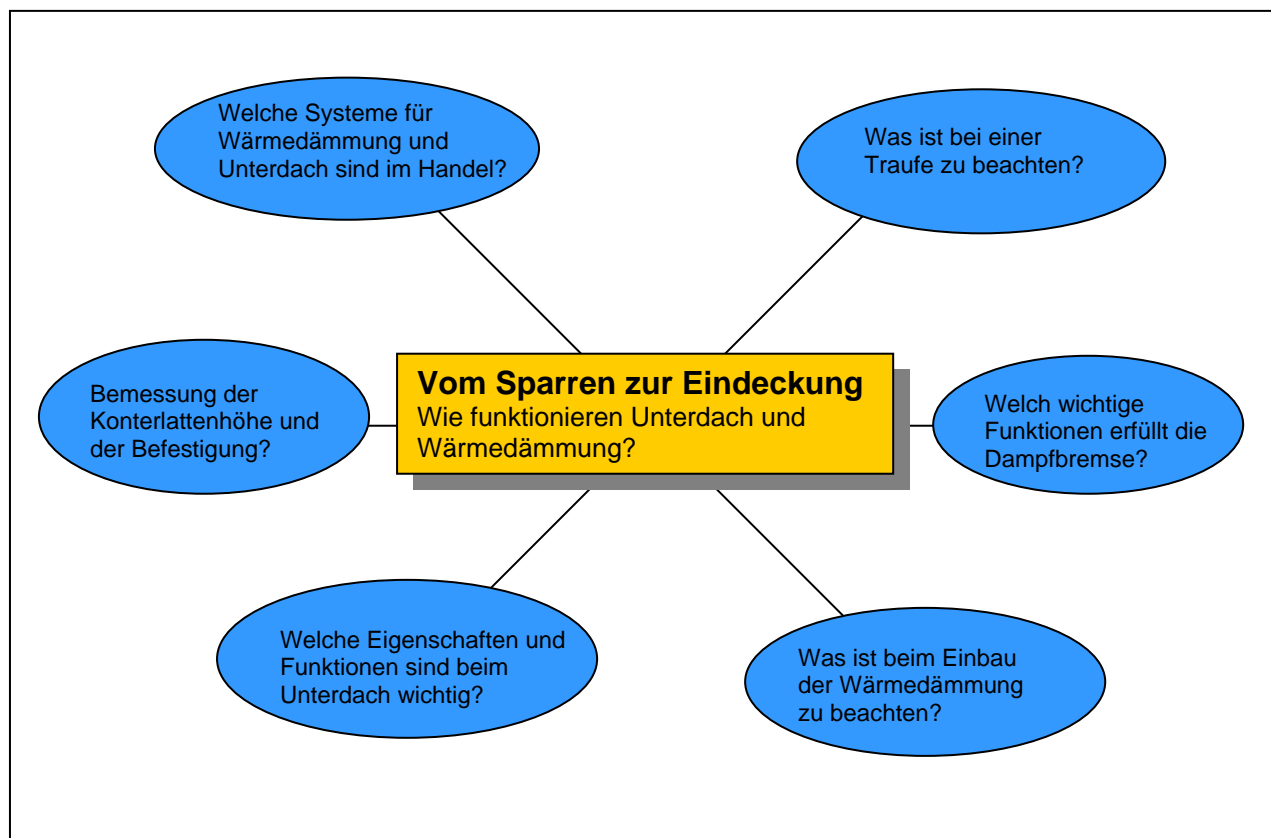 Welche Systeme für
Wärmedämmung und
Unterdach sind im Handel?
Was ist bei einer
Traufe zu beachten?
Bemessung der
Konterlattenhöhe und
der Befestigung?
Vom Sparren zur Eindeckung
Wie funktionieren Unterdach und
Wärmedämmung?
Welch wichtige
Funktionen erfüllt die
Dampfbremse?
Welche Eigenschaften und
Funktionen sind beim
Unterdach wichtig?
Was ist beim Einbau
der Wärmedämmung
zu beachten?